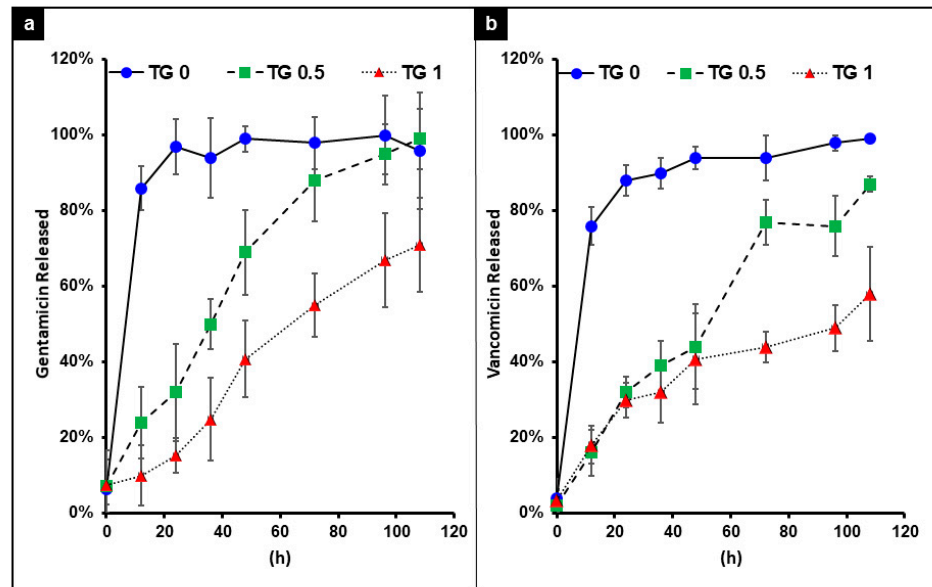 a
120%
TG 0 TG 0.5 TG 1
100%
80%
60%
40%
20%
0%
Gentamicin Released
0 20 40 60 80 100 120
(h)
b
120%
TG 0 TG 0.5 TG 1
100%
80%
60%
40%
20%
0%
Vancomicin Released
0 20 40 60 80 100 120
(h)